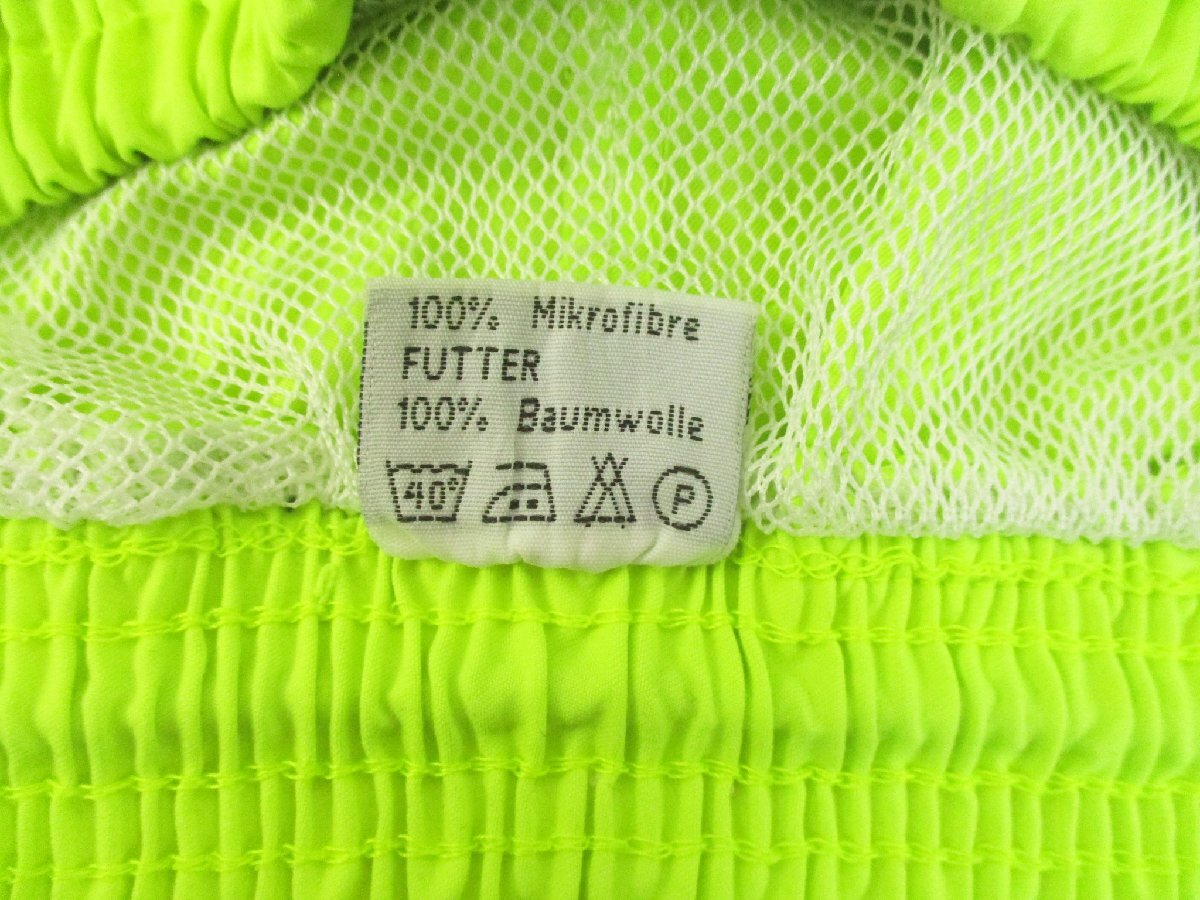 100% Mikrofibre
FUTTER
100% Baumwolle
40° P